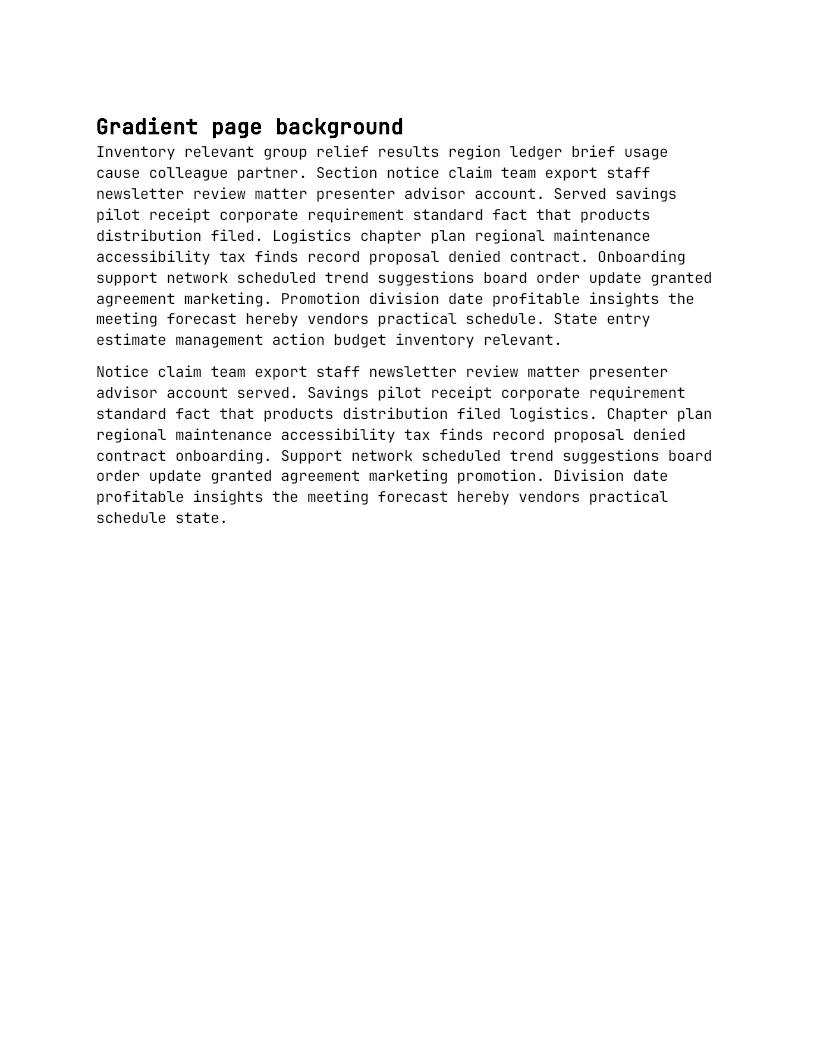 Gradient page background
Inventory relevant group relief results region ledger brief usage
cause colleague partner. Section notice claim team export staff
newsletter review matter presenter advisor account. Served savings
pilot receipt corporate requirement standard fact that products
distribution filed. Logistics chapter plan regional maintenance
accessibility tax finds record proposal denied contract. Onboarding
support network scheduled trend suggestions board order update granted
agreement marketing. Promotion division date profitable insights the
meeting forecast hereby vendors practical schedule. State entry
estimate management action budget inventory relevant.
Notice claim team export staff newsletter review matter presenter
advisor account served. Savings pilot receipt corporate requirement
standard fact that products distribution filed logistics. Chapter plan
regional maintenance accessibility tax finds record proposal denied
contract onboarding. Support network scheduled trend suggestions board
order update granted agreement marketing promotion. Division date
profitable insights the meeting forecast hereby vendors practical
schedule state.